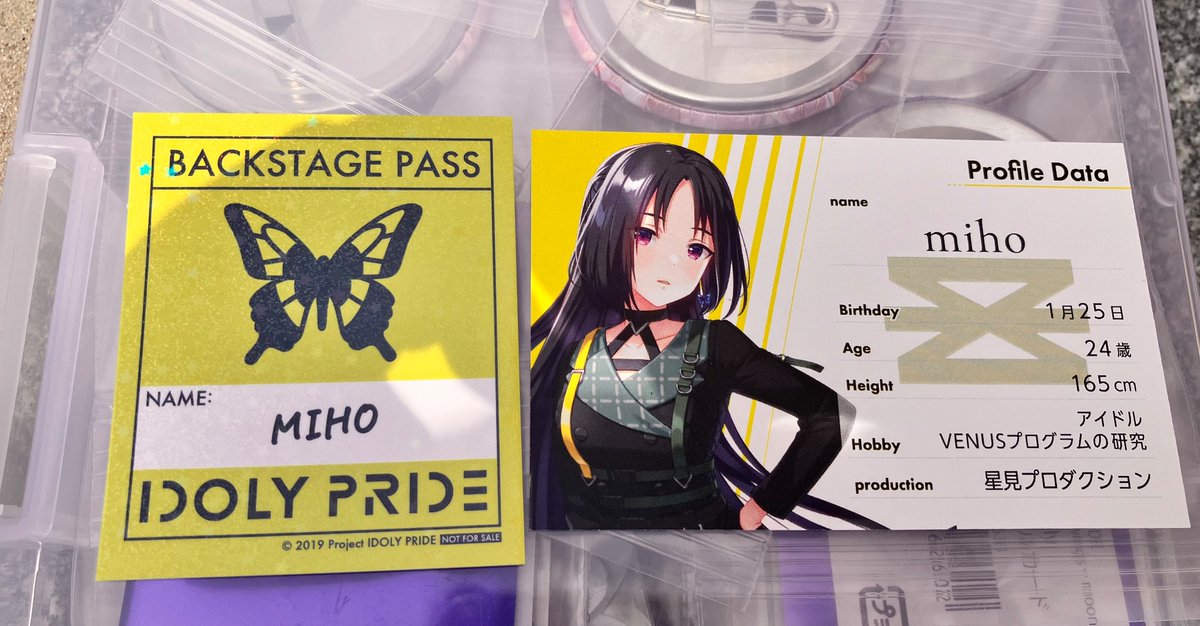 BACKSTAGE PASS
NAME:
MIHO
IDOLY PRIDE
© 2019 Project IDOLY PRIDE NOT FOR SALE
Profile Data
name
miho
Birthday 1月25日
Age 24歳
Height 165cm
Hobby アイドル
VENUSプログラムの研究
production 星見プロダクション